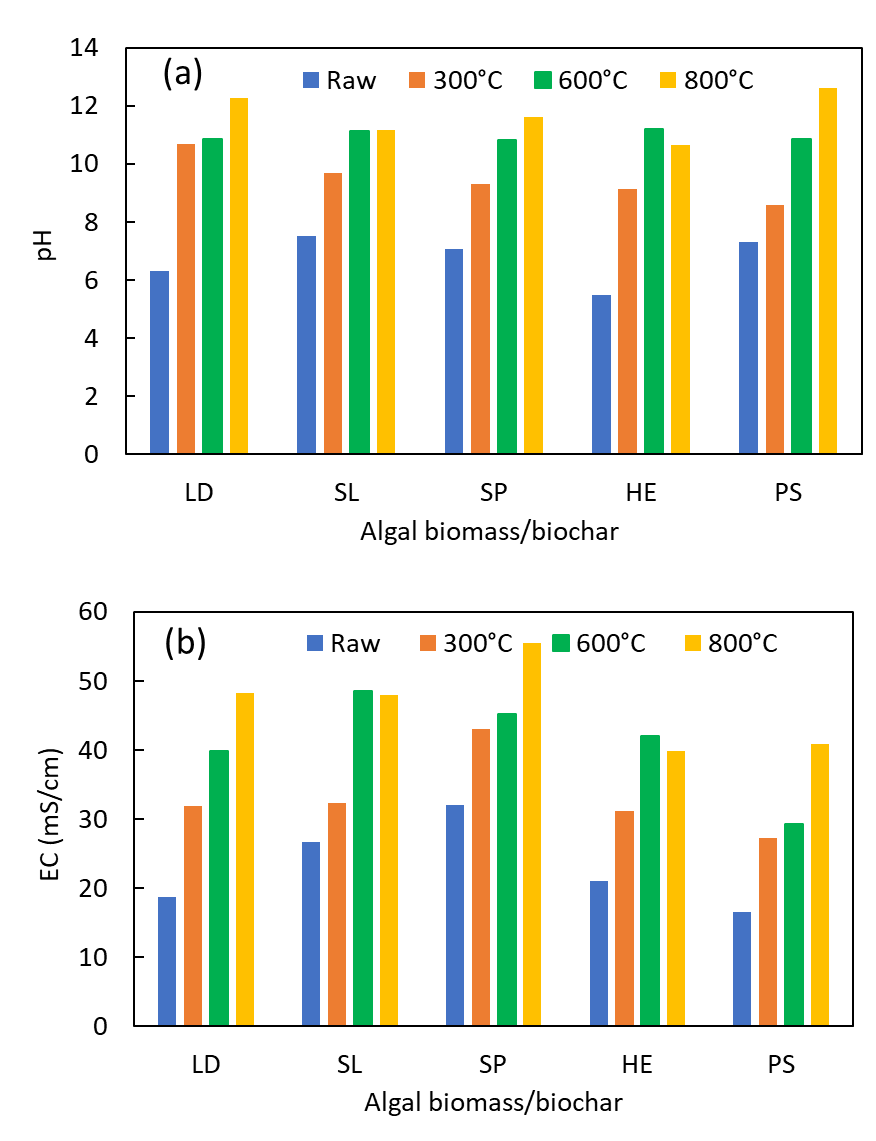 14
(a)
Raw 300°C 600°C 800°C
12
10
8
pH
6
4
2
0
LD SL SP HE PS
Algal biomass/biochar
60
(b)
Raw 300°C 600°C 800°C
50
40
EC (mS/cm)
30
20
10
0
LD SL SP HE PS
Algal biomass/biochar